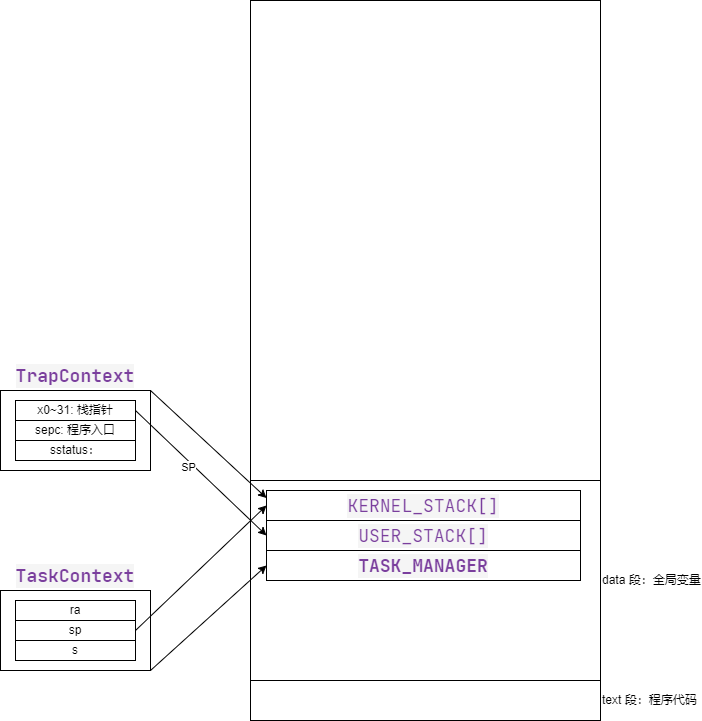 TrapContext
x0~31: 栈指针
sepc: 程序入口
sstatus：
SP
KERNEL_STACK[]
USER_STACK[]
TASK_MANAGER
TaskContext
ra
sp
s
data 段：全局变量
text 段：程序代码